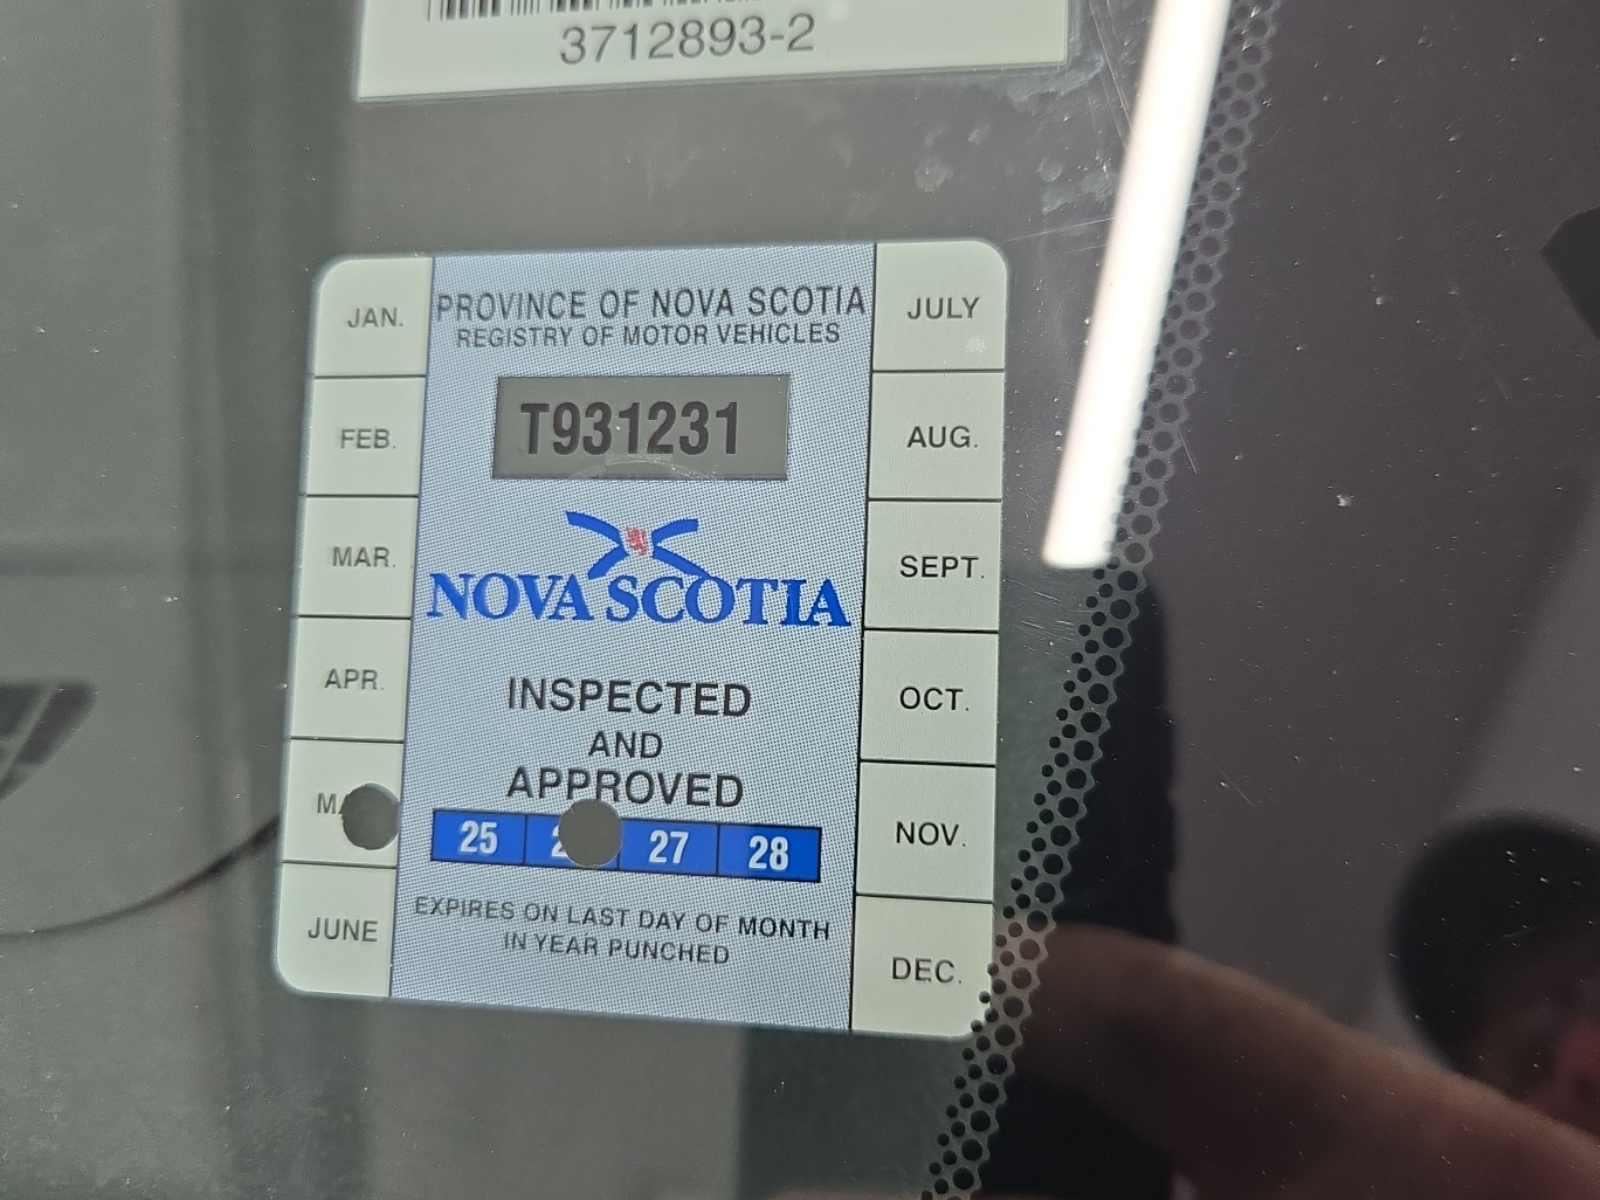 3712893-2
JAN.
FEB.
MAR.
APR.
JUNE
PROVINCE OF NOVA SCOTIA
REGISTRY OF MOTOR VEHICLES
T931231
NOVA SCOTIA
INSPECTED
AND
APPROVED
25 27 28
EXPIRES ON LAST DAY OF MONTH
IN YEAR PUNCHED
JULY
AUG.
SEPT.
OCT.
NOV.
DEC.